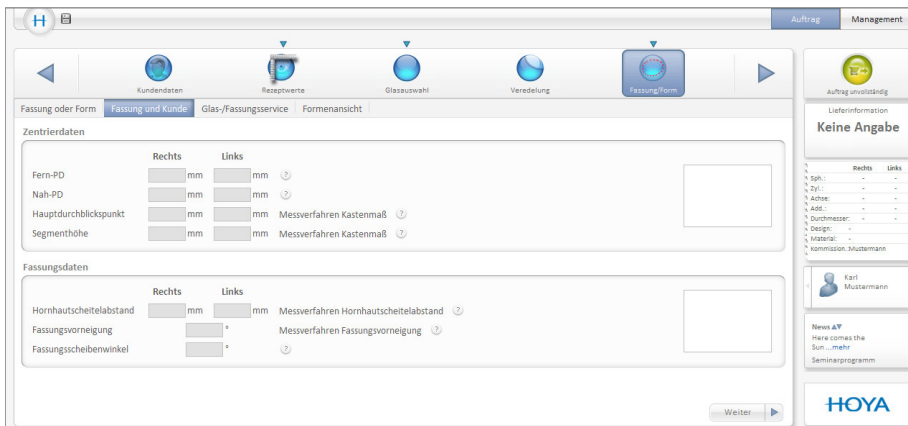 H
Auftrag Management
Kundendaten Rezeptwerte Glasauswahl Veredelung Fassung/Form
Auftrag unvollständig
Fassung oder Form Fassung und Kunde Glas-/Fassungsservice Formenansicht
Zentrierdaten
Rechts Links
Fern-PD mm mm ?
Nah-PD mm mm ?
Hauptdurchblickspunkt mm mm Messverfahren Kastenmaß ?
Segmenthöhe mm mm Messverfahren Kastenmaß ?
Fassungsdaten
Rechts Links
Hornhautscheitelabstand mm mm Messverfahren Hornhautscheitelabstand ?
Fassungsvorneigung ° Messverfahren Fassungsvorneigung ?
Fassungsscheibenwinkel ° ?
Weiter
Lieferinformation
Keine Angabe
Rechts Links
Sph.: - -
Zyl.: - -
Achse: - -
Add.: - -
Durchmesser: - -
Design: -
Material: -
Kommission.:Mustermann
Karl
Mustermann
News
Here comes the
Sun ...mehr
Seminarprogramm
HOYA